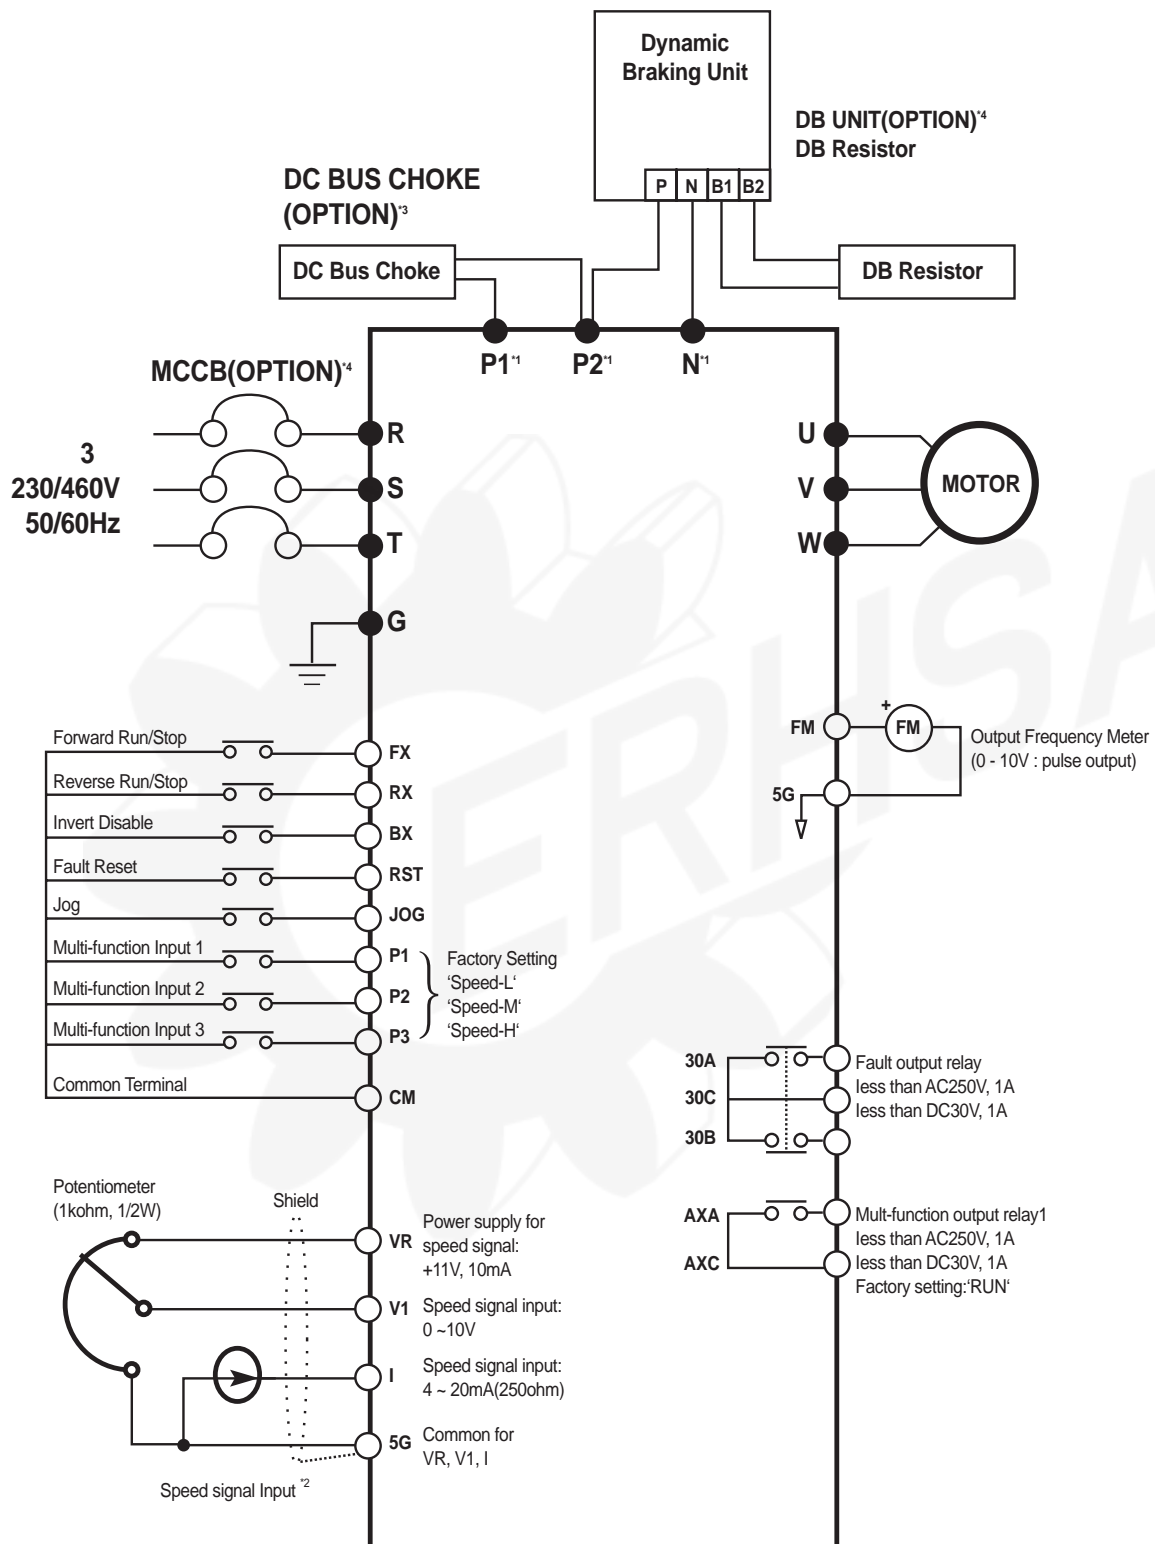 Dynamic
Braking Unit
P N B1 B2
DB UNIT(OPTION)*4
DB Resistor
DC BUS CHOKE
(OPTION)*3
DC Bus Choke
DB Resistor
P1*1 P2*1 N*1
MCCB(OPTION)*4
3
230/460V
50/60Hz
R
S
T
G
U
V
W
MOTOR
FM
+
FM
Output Frequency Meter
(0 - 10V : pulse output)
5G
Forward Run/Stop
FX
Reverse Run/Stop
RX
Invert Disable
BX
Fault Reset
RST
Jog
JOG
Multi-function Input 1
P1
Multi-function Input 2
P2
Multi-function Input 3
P3
Factory Setting
‘Speed-L‘
‘Speed-M‘
‘Speed-H‘
Common Terminal
CM
30A
30C
30B
Fault output relay
less than AC250V, 1A
less than DC30V, 1A
AXA
AXC
Mult-function output relay1
less than AC250V, 1A
less than DC30V, 1A
Factory setting:‘RUN‘
Potentiometer
(1kohm, 1/2W)
Shield
VR
Power supply for
speed signal:
+11V, 10mA
V1
Speed signal input:
0 ~10V
I
Speed signal input:
4 ~ 20mA(250ohm)
5G
Common for
VR, V1, I
Speed signal Input *2
ERHSA